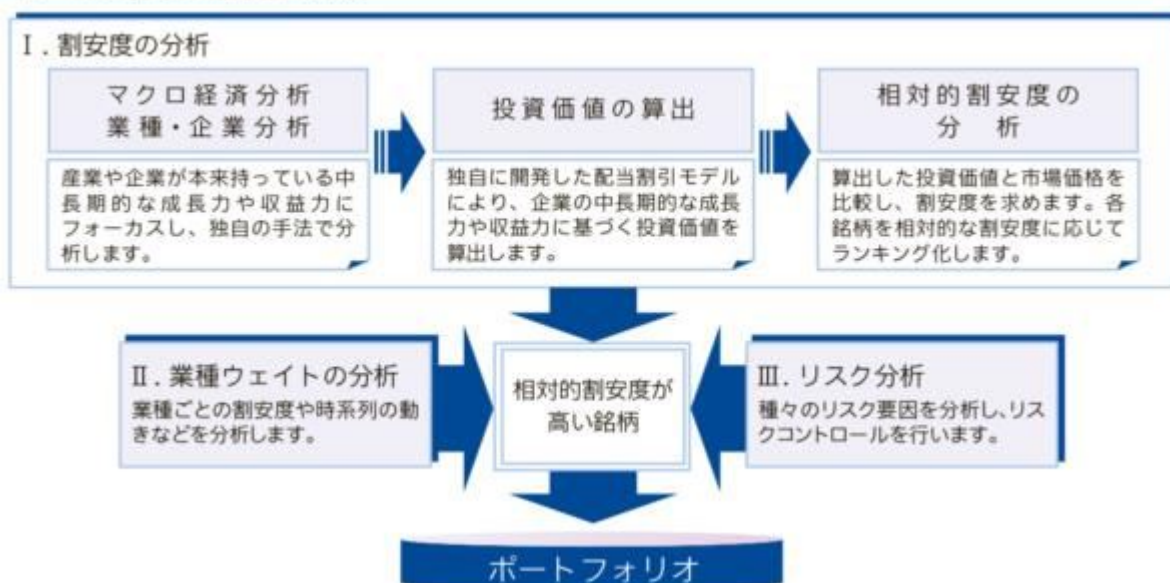 Ⅰ. 割安度の分析
マクロ経済分析
業種・企業分析
産業や企業が本来持っている中
長期的な成長力や収益力に
フォーカスし、独自の手法で分
析します。
投資価値の算出
独自に開発した配当割引モデル
により、企業の中長期的な成長
力や収益力に基づく投資価値を
算出します。
相対的割安度の
分析
算出した投資価値と市場価格を
比較し、割安度を求めます。各
銘柄を相対的な割安度に応じて
ランキング化します。
Ⅱ. 業種ウェイトの分析
業種ごとの割安度や時系列の動
きなどを分析します。
相対的割安度が
高い銘柄
Ⅲ. リスク分析
種々のリスク要因を分析し、リス
クコントロールを行います。
ポートフォリオ